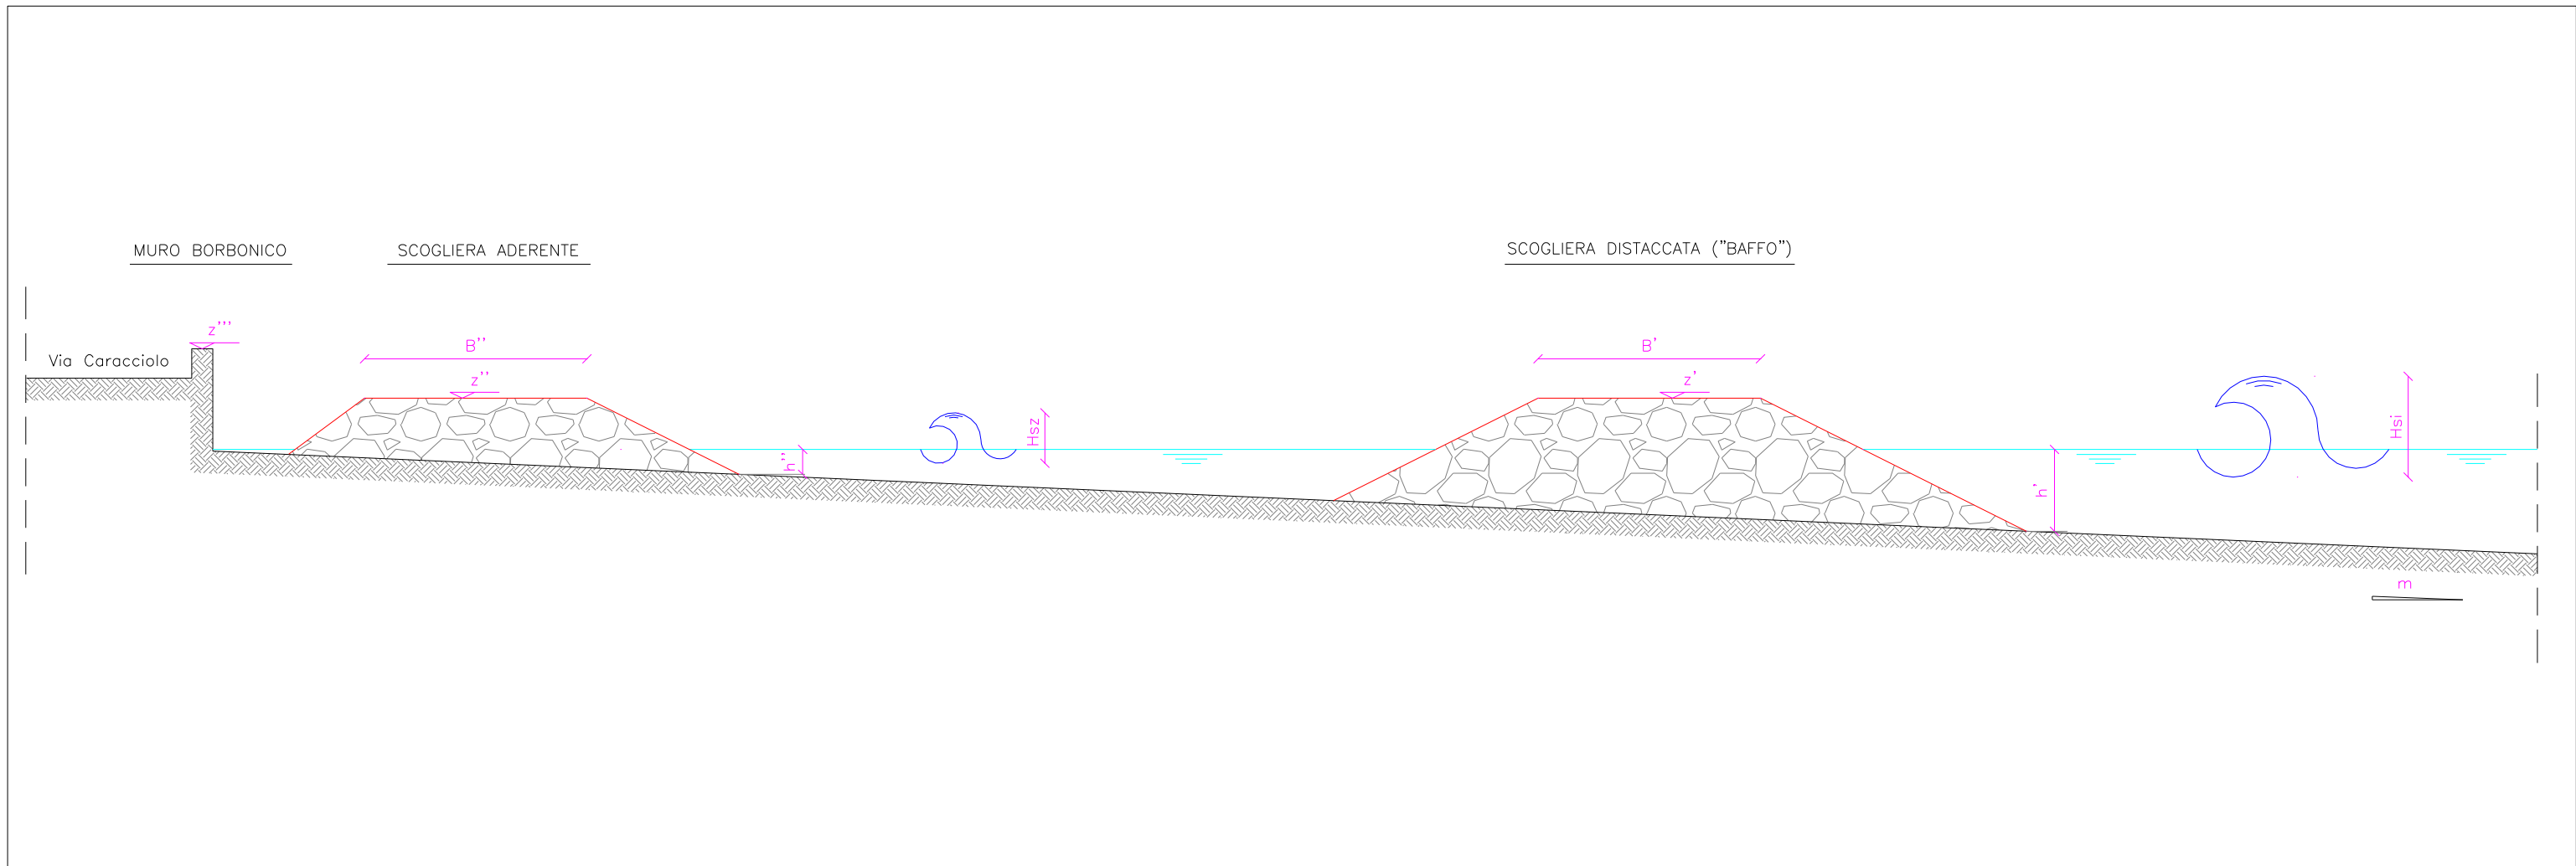 MURO BORBONICO
SCOGLIERA ADERENTE
SCOGLIERA DISTACCATA ("BAFFO")
z'''
Via Caracciolo
B''
z''
B'
z'
Hsz
h''
Hsi
h'
m